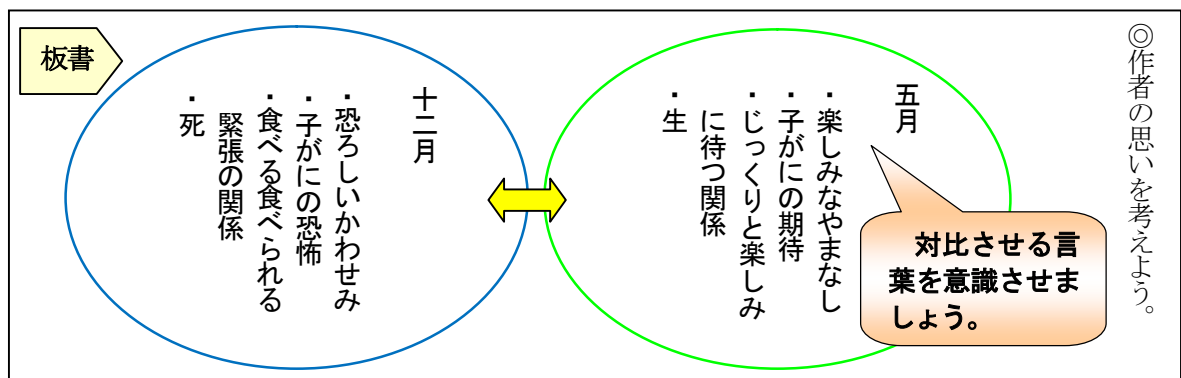 ◎作者の思いを考えよう。
五月
・楽しみなやまなし
・子がにの期待
・じっくりと楽しみ
に待つ関係
・生
対比させる言
葉を意識させま
しょう。
十二月
・恐ろしいかわせみ
・子がにの恐怖
・食べる食べられる
緊張の関係
・死
板書